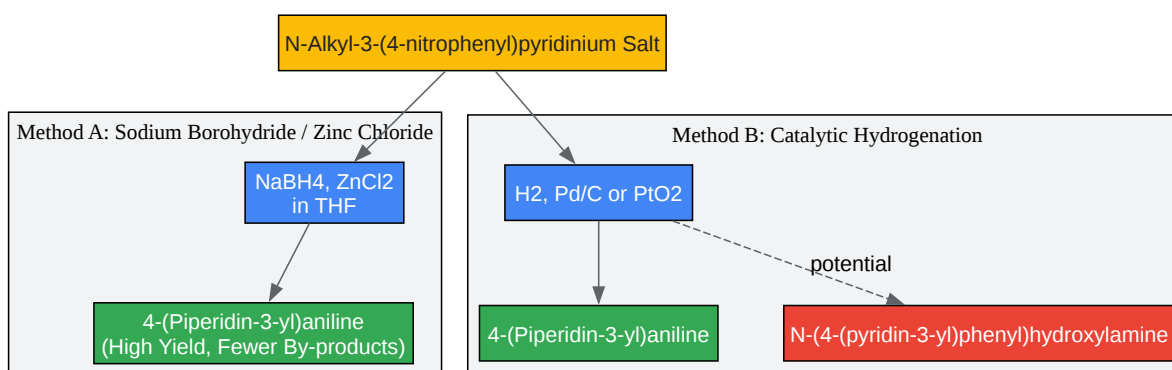 N-Alkyl-3-(4-nitrophenyl)pyridinium Salt
Method A: Sodium Borohydride / Zinc Chloride
NaBH4, ZnCl2
in THF
4-(Piperidin-3-yl)aniline
(High Yield, Fewer By-products)
Method B: Catalytic Hydrogenation
H2, Pd/C or PtO2
potential
4-(Piperidin-3-yl)aniline
N-(4-(pyridin-3-yl)phenyl)hydroxylamine